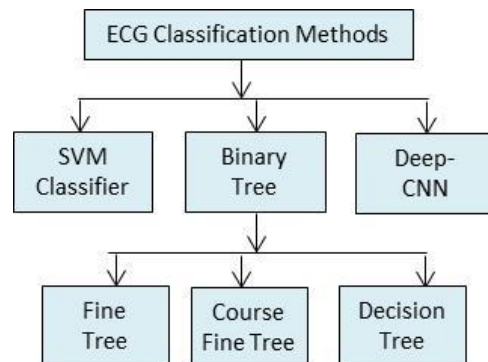 ECG Classification Methods
SVM
Classifier
Binary
Tree
Deep-
CNN
Fine
Tree
Course
Fine Tree
Decision
Tree